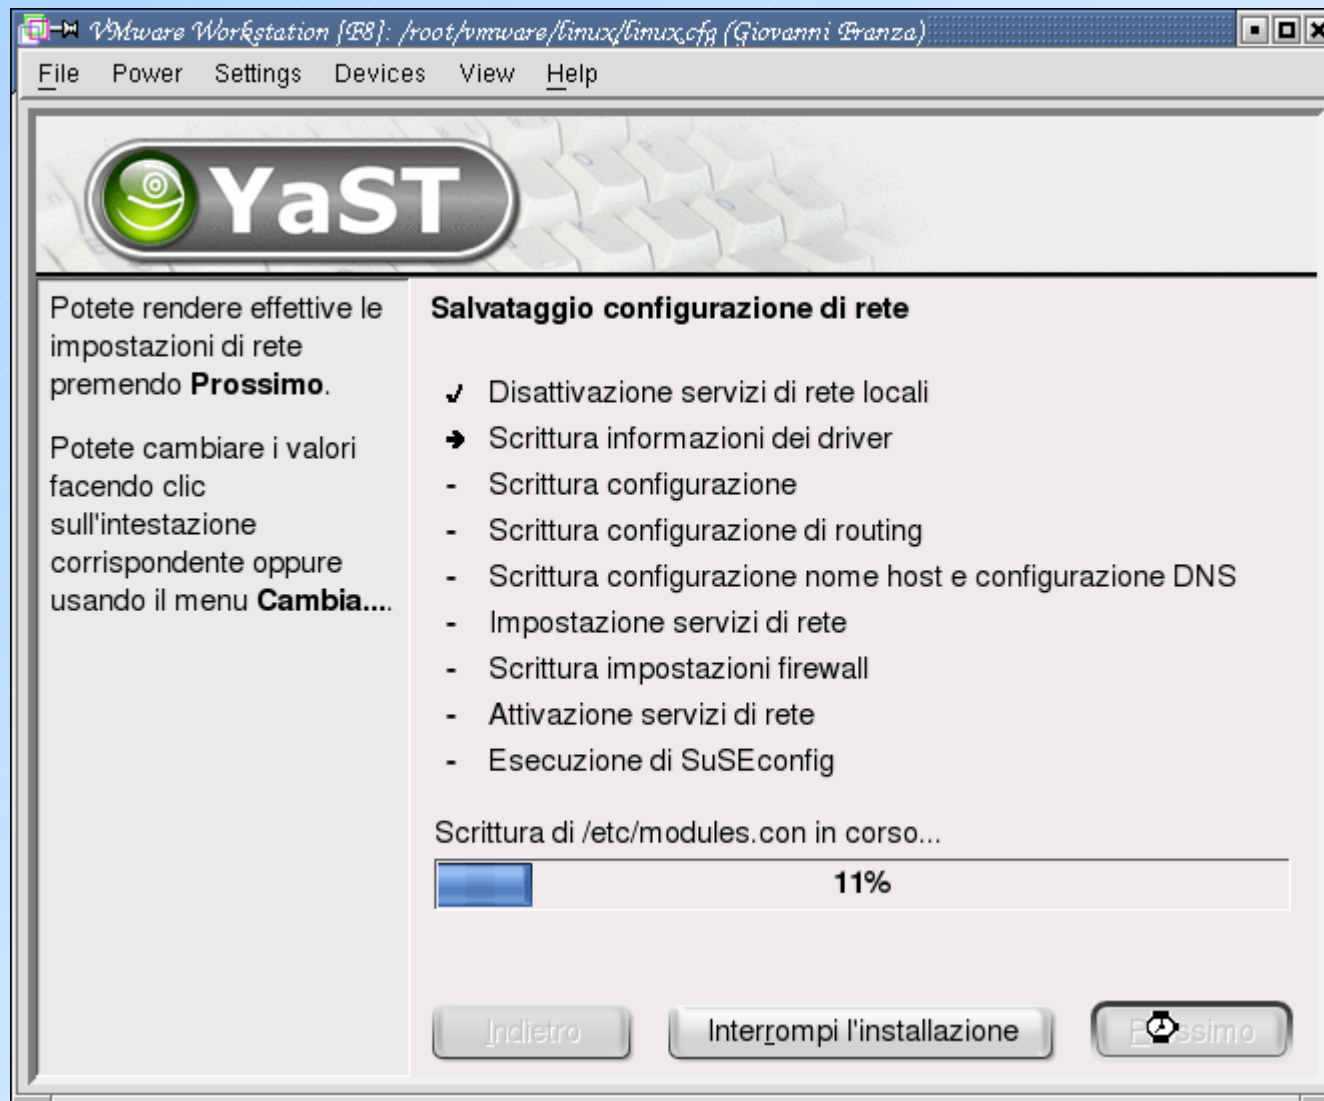 VMware Workstation [F8]: /root/vmware/linux/linux.cfg (Giovanni Franza)
File Power Settings Devices View Help
YaST
Potete rendere effettive le
impostazioni di rete
premendo Prossimo.
Potete cambiare i valori
facendo clic
sull'intestazione
corrispondente oppure
usando il menu Cambia....
Salvataggio configurazione di rete
Disattivazione servizi di rete locali
Scrittura informazioni dei driver
- Scrittura configurazione
- Scrittura configurazione di routing
- Scrittura configurazione nome host e configurazione DNS
- Impostazione servizi di rete
- Scrittura impostazioni firewall
- Attivazione servizi di rete
- Esecuzione di SuSEconfig
Scrittura di /etc/modules.con in corso...
11%
Indietro Interrompi l'installazione Prossimo